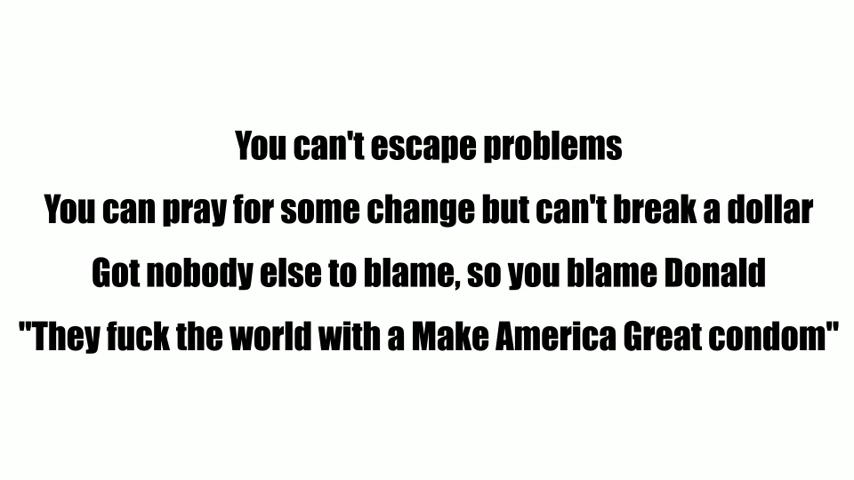 You can't escape problems
You can pray for some change but can't break a dollar
Got nobody else to blame, so you blame Donald
"They fuck the world with a Make America Great condom"